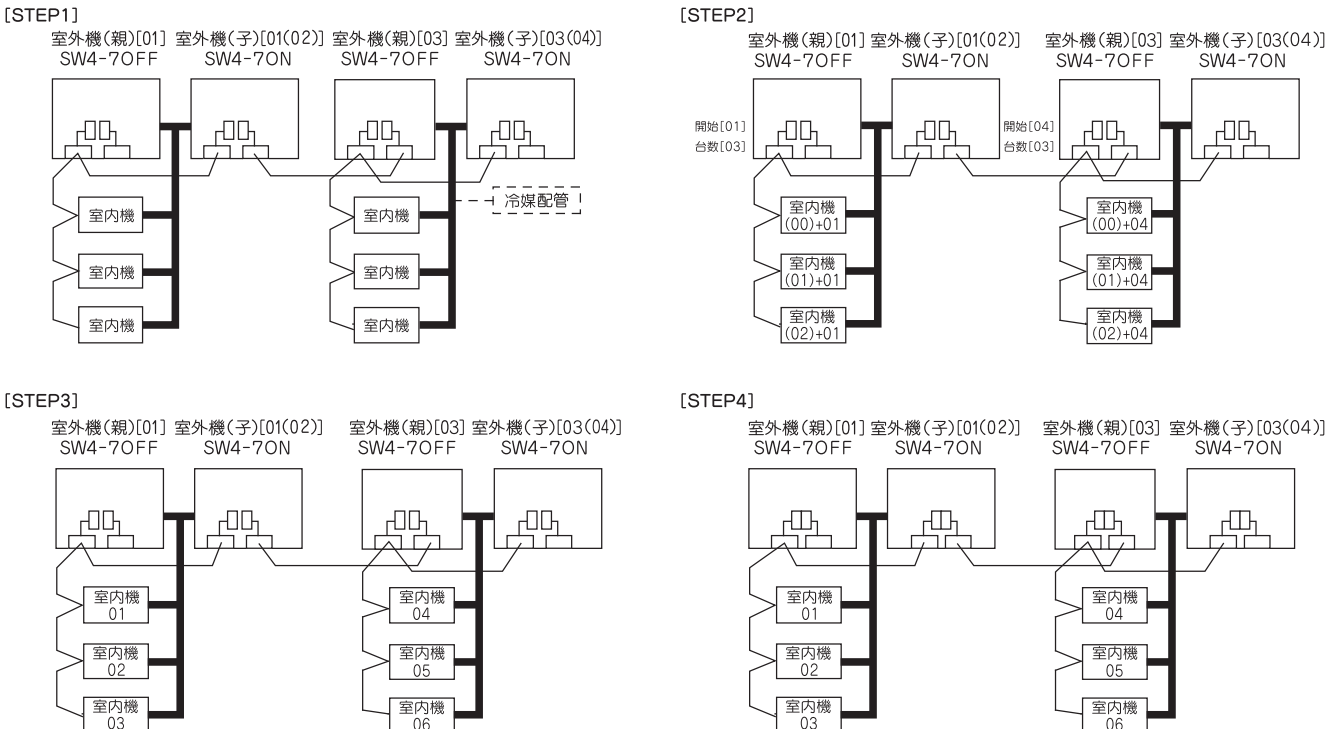 [STEP1]
室外機(親)[01] 室外機(子)[01(02)] 室外機(親)[03] 室外機(子)[03(04)]
SW4-7OFF SW4-7ON SW4-7OFF SW4-7ON
冷媒配管
室内機 室内機
室内機 室内機
室内機 室内機
[STEP2]
室外機(親)[01] 室外機(子)[01(02)] 室外機(親)[03] 室外機(子)[03(04)]
SW4-7OFF SW4-7ON SW4-7OFF SW4-7ON
開始[01] 開始[04]
台数[03] 台数[03]
室内機 室内機
(00)+01 (00)+04
室内機 室内機
(01)+01 (01)+04
室内機 室内機
(02)+01 (02)+04
[STEP3]
室外機(親)[01] 室外機(子)[01(02)] 室外機(親)[03] 室外機(子)[03(04)]
SW4-7OFF SW4-7ON SW4-7OFF SW4-7ON
室内機 室内機
01 04
室内機 室内機
02 05
室内機 室内機
03 06
[STEP4]
室外機(親)[01] 室外機(子)[01(02)] 室外機(親)[03] 室外機(子)[03(04)]
SW4-7OFF SW4-7ON SW4-7OFF SW4-7ON
室内機 室内機
01 04
室内機 室内機
02 05
室内機 室内機
03 06